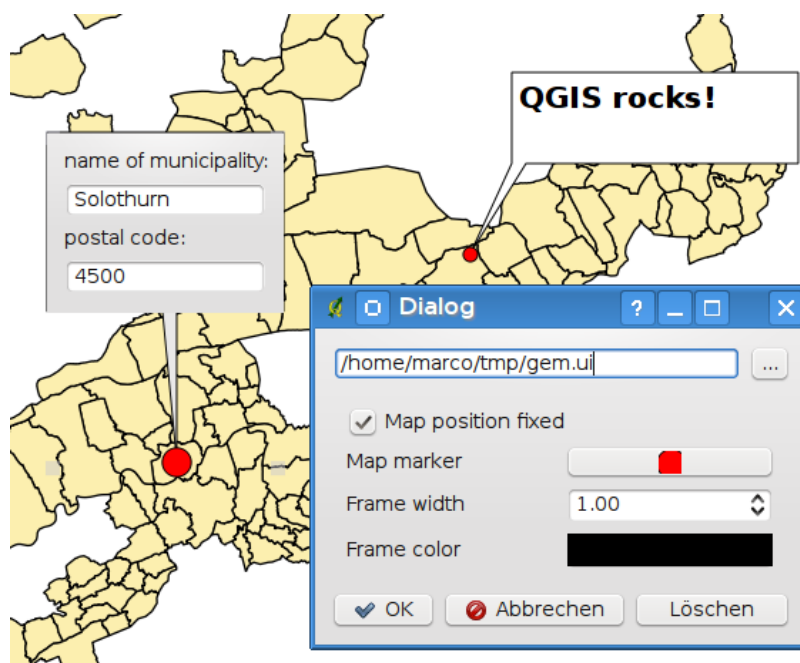 QGIS rocks!
name of municipality:
Solothurn
postal code:
4500
Dialog
/home/marco/tmp/gem.ui
...
Map position fixed
Map marker
Frame width
1.00
Frame color
OK
Abbrechen
Löschen